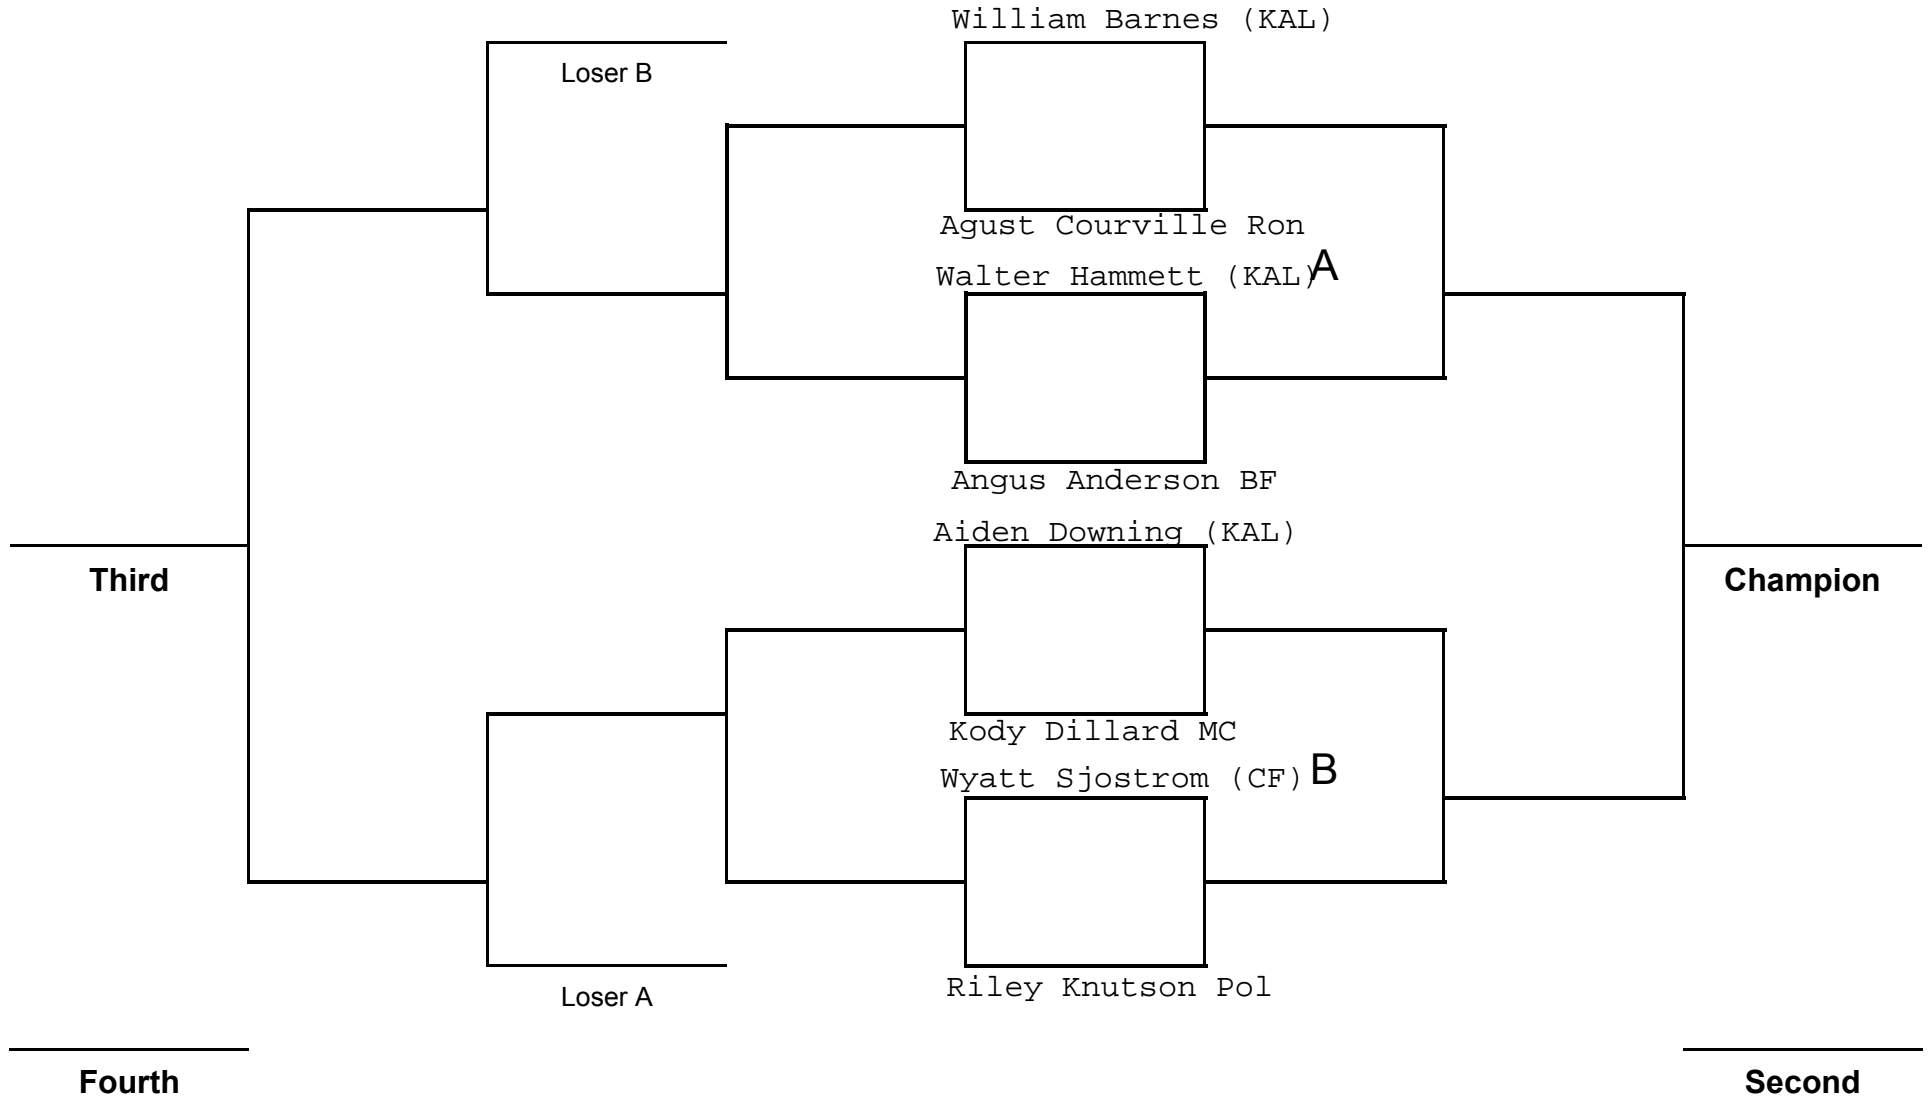 William Barnes (KAL)
Loser B
Agust Courville Ron
Walter Hammett (KAL)
A
Angus Anderson BF
Aiden Downing (KAL)
Third
Champion
Kody Dillard MC
Wyatt Sjostrom (CF)
B
Riley Knutson Pol
Loser A
Fourth
Second